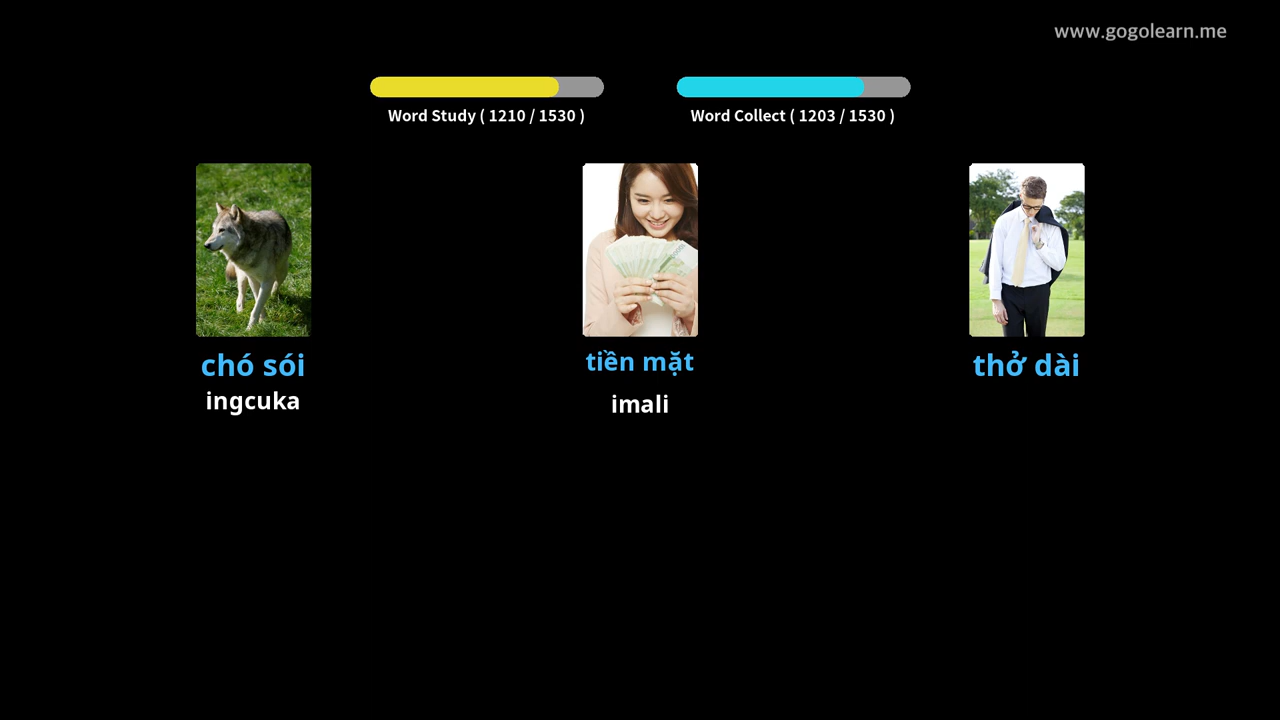 www.gogolearn.me
Word Study ( 1210 / 1530 )
Word Collect ( 1203 / 1530 )
chó sói
ingcuka
tiền mặt
imali
thở dài